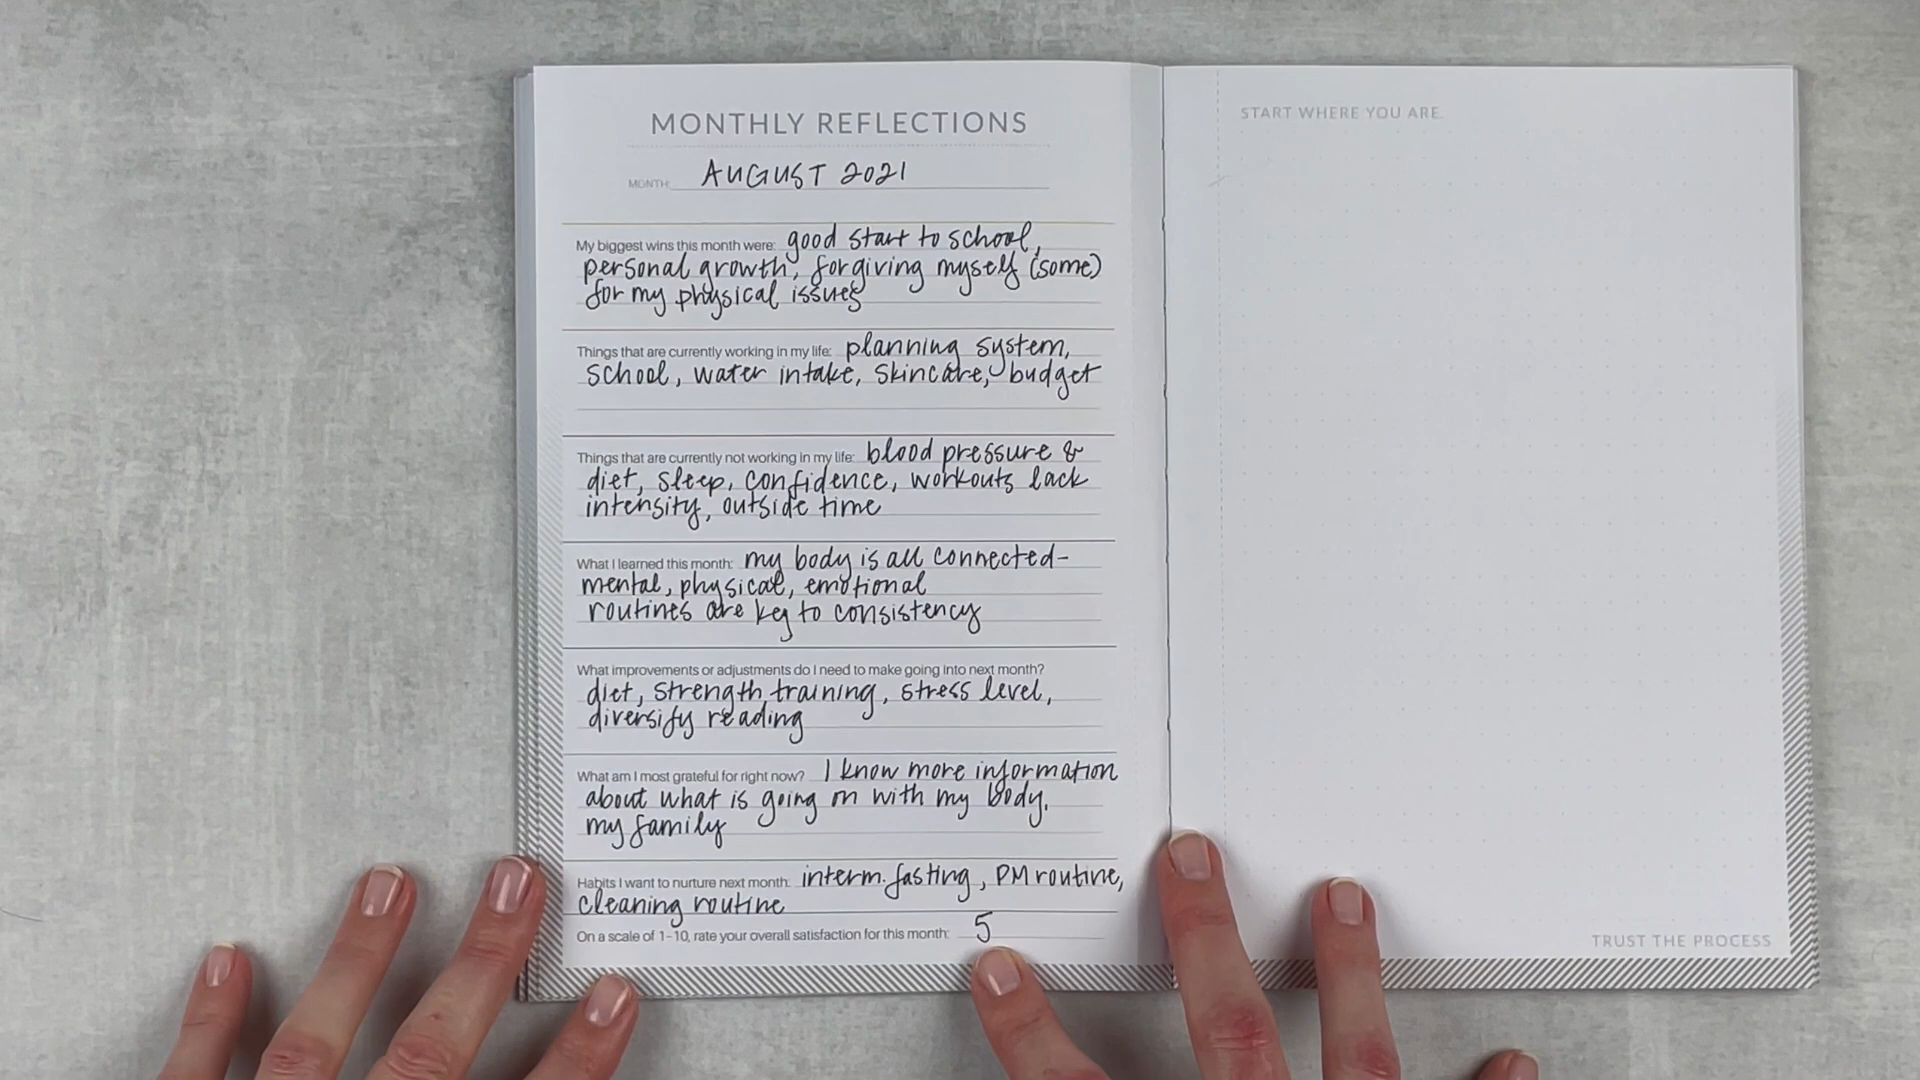 MONTHLY REFLECTIONS
MONTH: AUGUST 2021
My biggest wins this month were: good start to school,
personal growth, forgiving myself (some)
for my physical issues
Things that are currently working in my life: planning system,
school, water intake, skincare, budget
Things that are currently not working in my life: blood pressure &
diet, sleep, confidence, workouts lack
intensity, outside time
What I learned this month: my body is all connected-
mental, physical, emotional
routines are key to consistency
What improvements or adjustments do I need to make going into next month?
diet, strength training, stress level,
diversify reading
What am I most grateful for right now? I know more information
about what is going on with my body.
my family
Habits I want to nurture next month: interm. fasting, PM routine,
cleaning routine
On a scale of 1-10, rate your overall satisfaction for this month: 5
START WHERE YOU ARE.
TRUST THE PROCESS